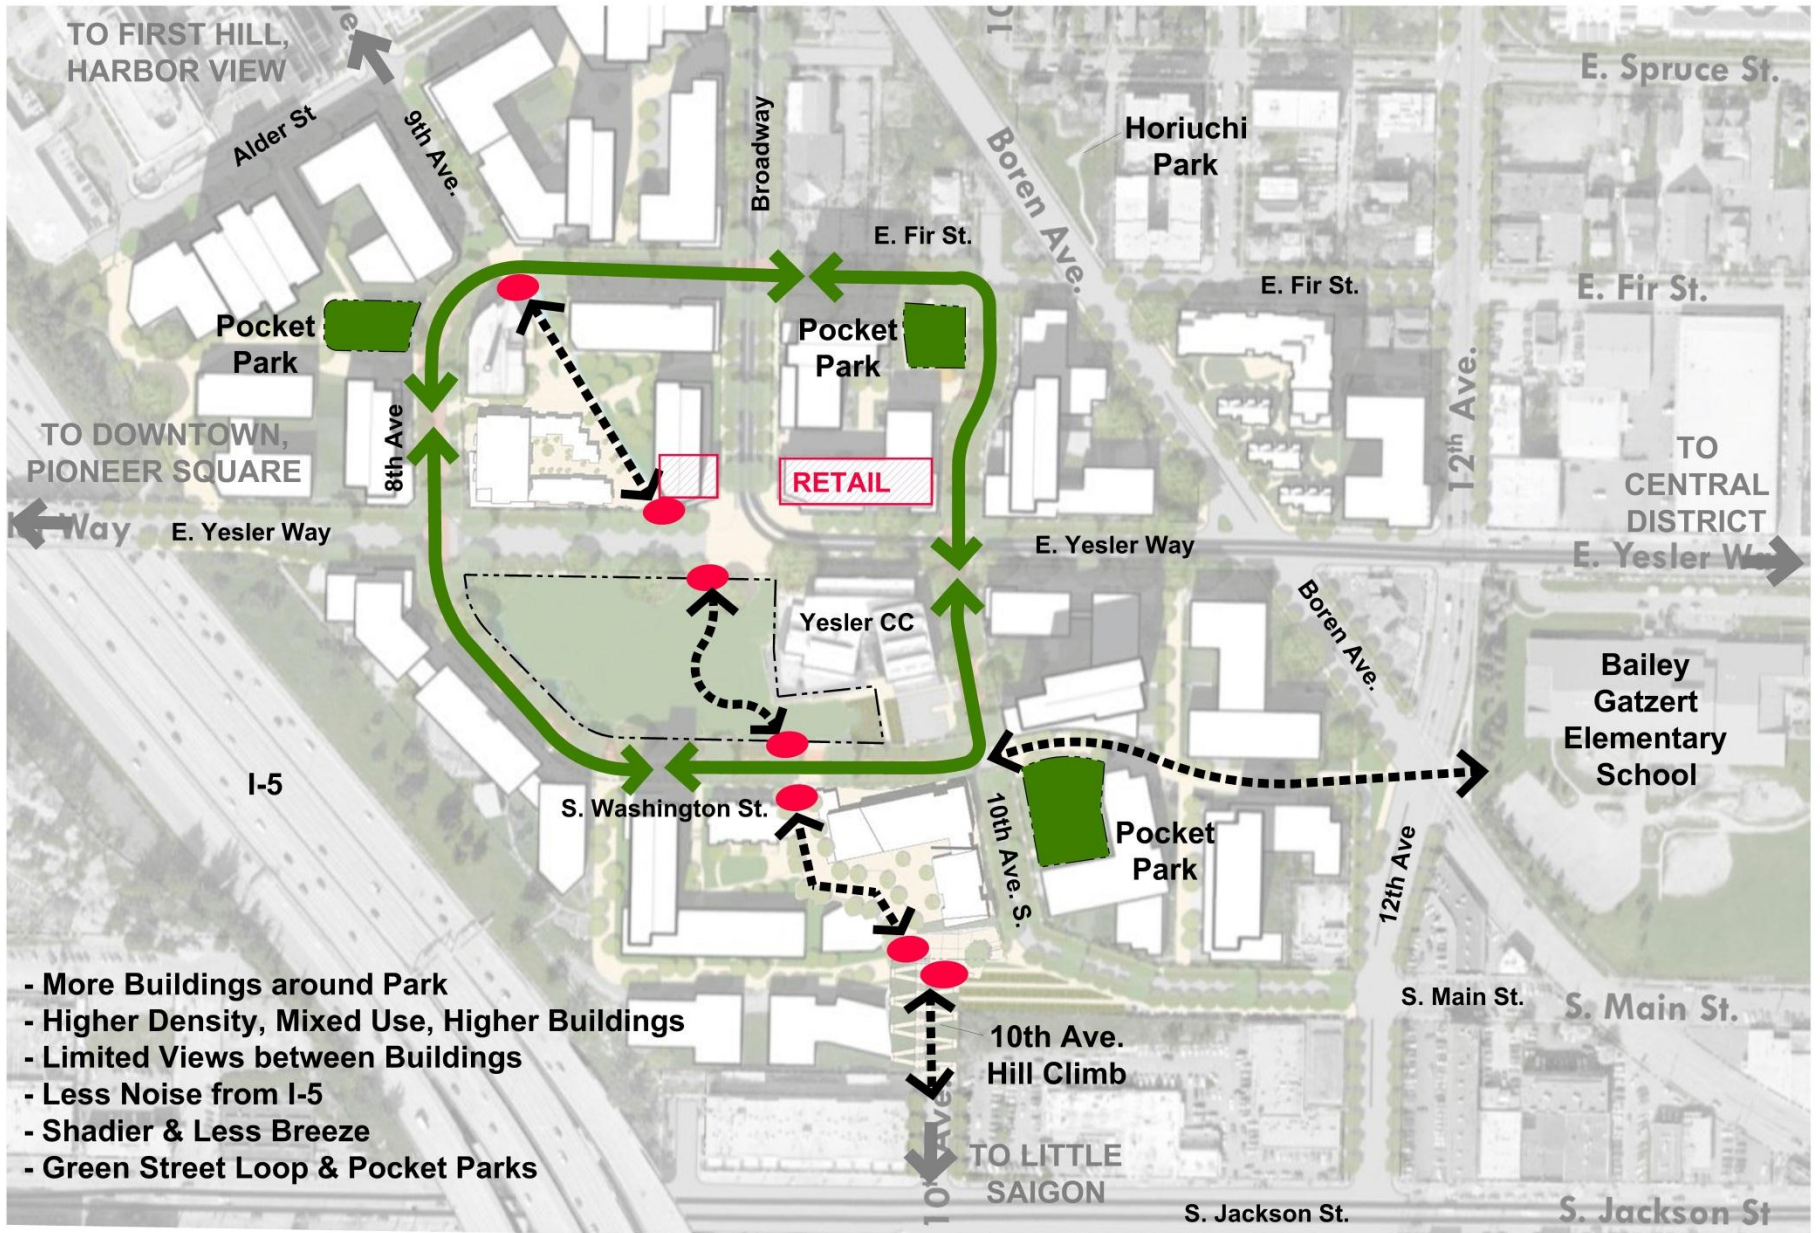 TO FIRST HILL,
HARBOR VIEW
Alder St
9th Ave.
Broadway
Boren Ave.
Horiuchi
Park
E. Spruce St.
E. Fir St.
E. Fir St.
E. Fir St.
Pocket
Park
Pocket
Park
8th Ave
12th Ave.
TO DOWNTOWN,
PIONEER SQUARE
RETAIL
TO
CENTRAL
DISTRICT
Way
E. Yesler Way
E. Yesler Way
E. Yesler
Yesler CC
Boren Ave.
Bailey
Gatzert
Elementary
School
I-5
S. Washington St.
10th Ave. S.
Pocket
Park
12th Ave
- More Buildings around Park
- Higher Density, Mixed Use, Higher Buildings
- Limited Views between Buildings
- Less Noise from I-5
- Shadier & Less Breeze
- Green Street Loop & Pocket Parks
S. Main St.
S. Main St.
10th Ave.
Hill Climb
TO LITTLE
SAIGON
S. Jackson St.
S. Jackson St